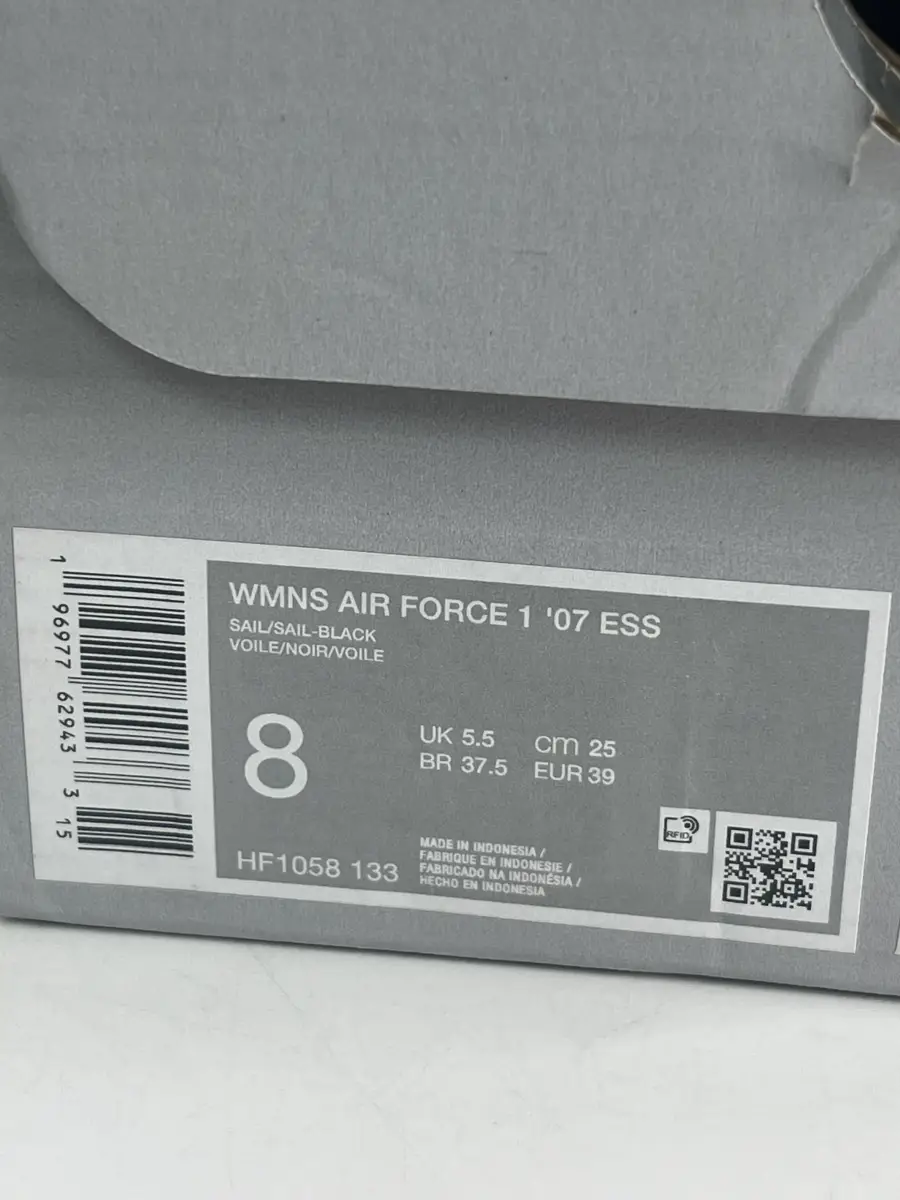 WMNS AIR FORCE 1 '07 ESS
SAIL/SAIL-BLACK
VOILE/NOIR/VOILE
8
UK 5.5 cm 25
BR 37.5 EUR 39
HF1058 133
MADE IN INDONESIA /
FABRIQUE EN INDONESIE /
FABRICADO NA INDONÉSIA /
HECHO EN INDONESIA
RFID
1 96977 62943 3 15